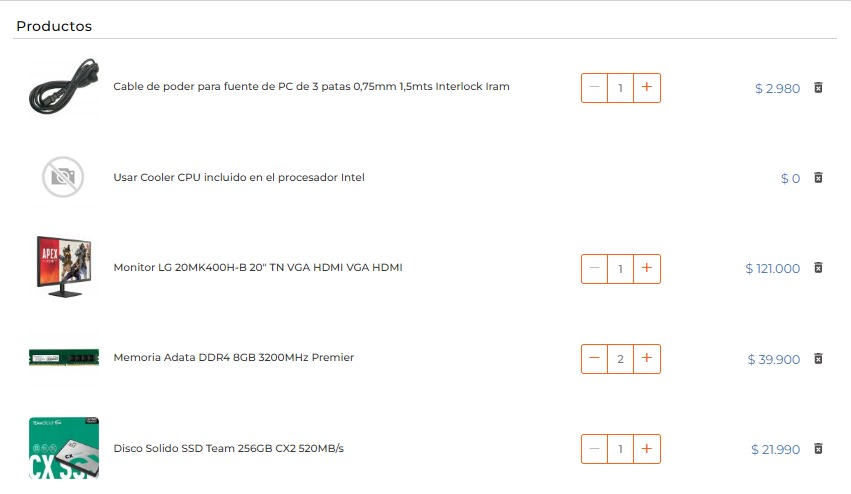 Productos
Cable de poder para fuente de PC de 3 patas 0,75mm 1,5mts Interlock Iram
− 1 +
$ 2.980
Usar Cooler CPU incluido en el procesador Intel
$ 0
APEX
Monitor LG 20MK400H-B 20" TN VGA HDMI VGA HDMI
− 1 +
$ 121.000
Memoria Adata DDR4 8GB 3200MHz Premier
− 2 +
$ 39.900
CX
CX SSD
Disco Solido SSD Team 256GB CX2 520MB/s
− 1 +
$ 21.990